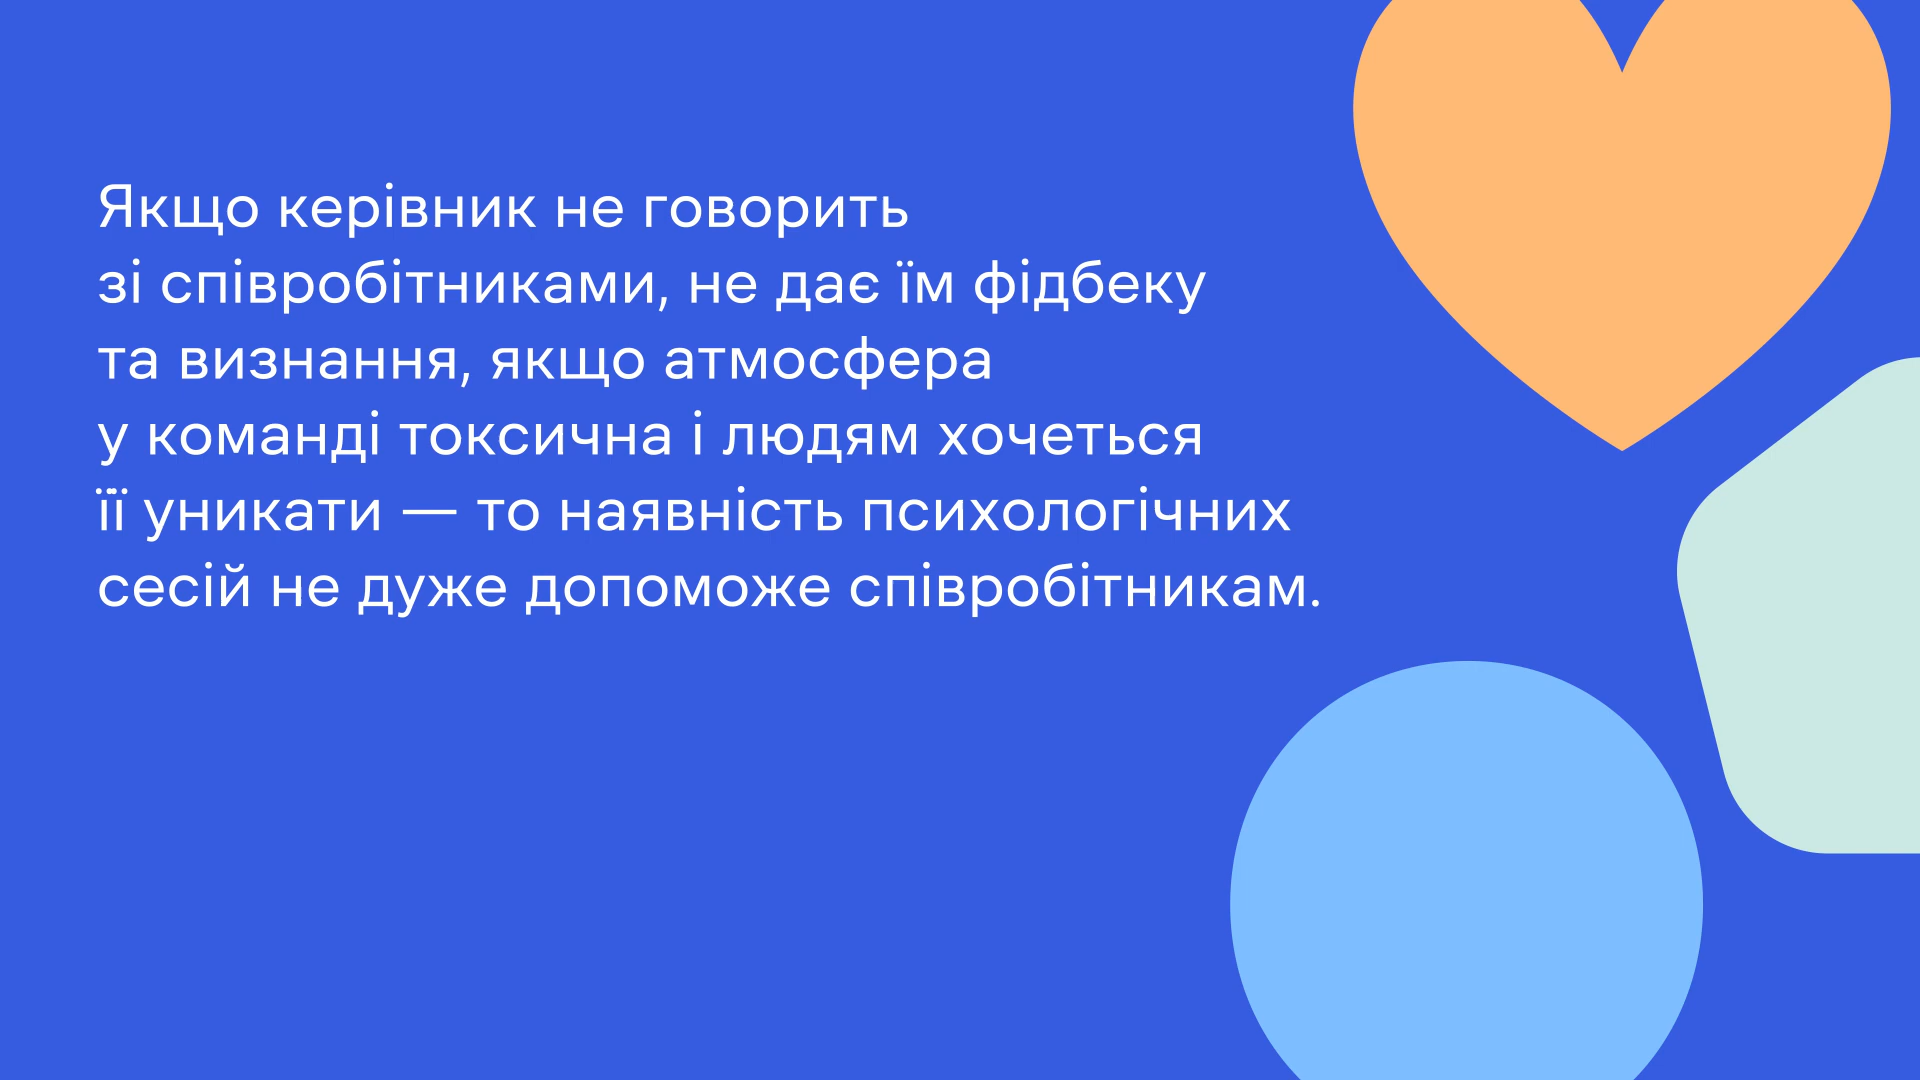 Якщо керівник не говорить
зі співробітниками, не дає їм фідбеку
та визнання, якщо атмосфера
у команді токсична і людям хочеться
її уникати — то наявність психологічних
сесій не дуже допоможе співробітникам.